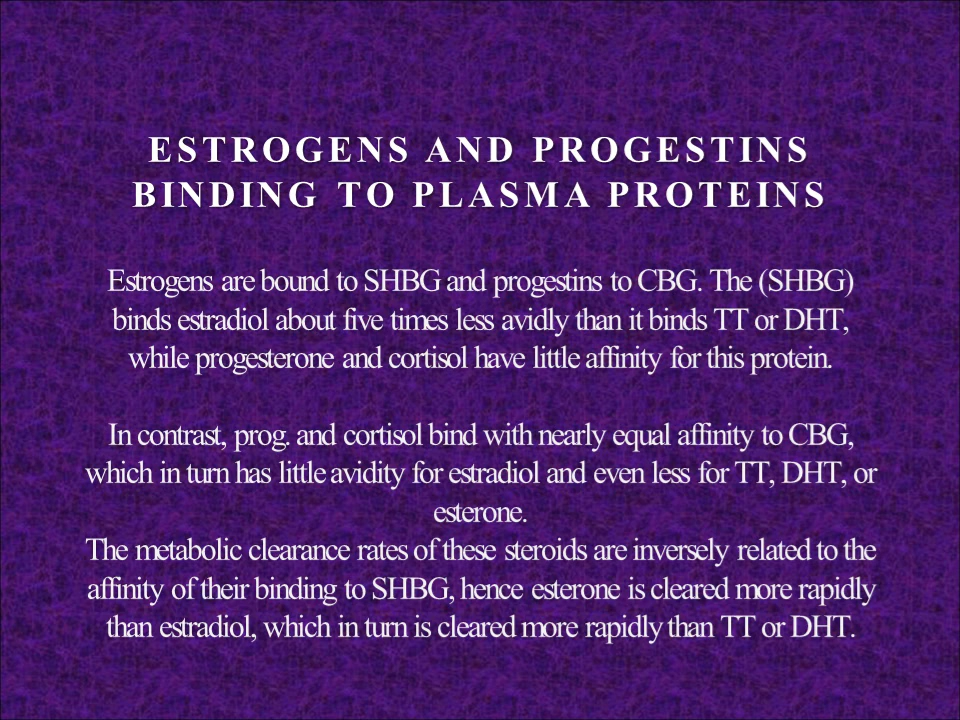 ESTROGENS AND PROGESTINS
BINDING TO PLASMA PROTEINS
Estrogens are bound to SHBG and progestins to CBG. The (SHBG)
binds estradiol about five times less avidly than it binds TT or DHT,
while progesterone and cortisol have little affinity for this protein.
In contrast, prog. and cortisol bind with nearly equal affinity to CBG,
which in turn has little avidity for estradiol and even less for TT, DHT, or
esterone.
The metabolic clearance rates of these steroids are inversely related to the
affinity of their binding to SHBG, hence esterone is cleared more rapidly
than estradiol, which in turn is cleared more rapidly than TT or DHT.